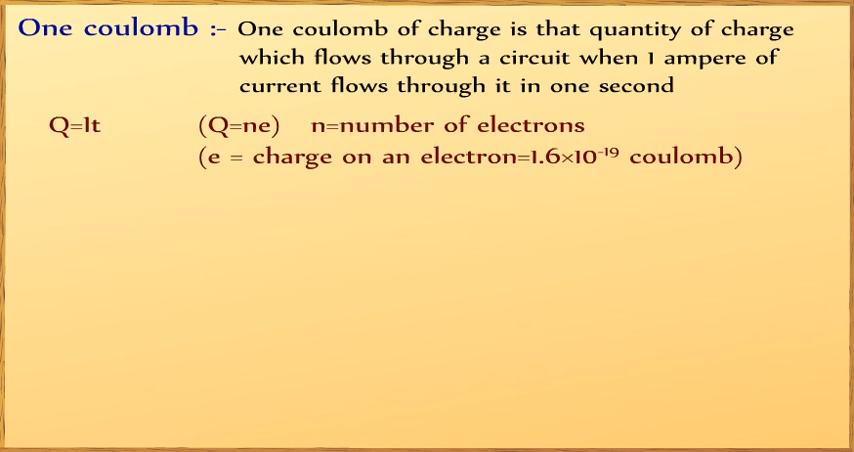 One coulomb :- One coulomb of charge is that quantity of charge
which flows through a circuit when 1 ampere of
current flows through it in one second
Q=It (Q=ne) n=number of electrons
(e = charge on an electron=1.6×10⁻¹⁹ coulomb)